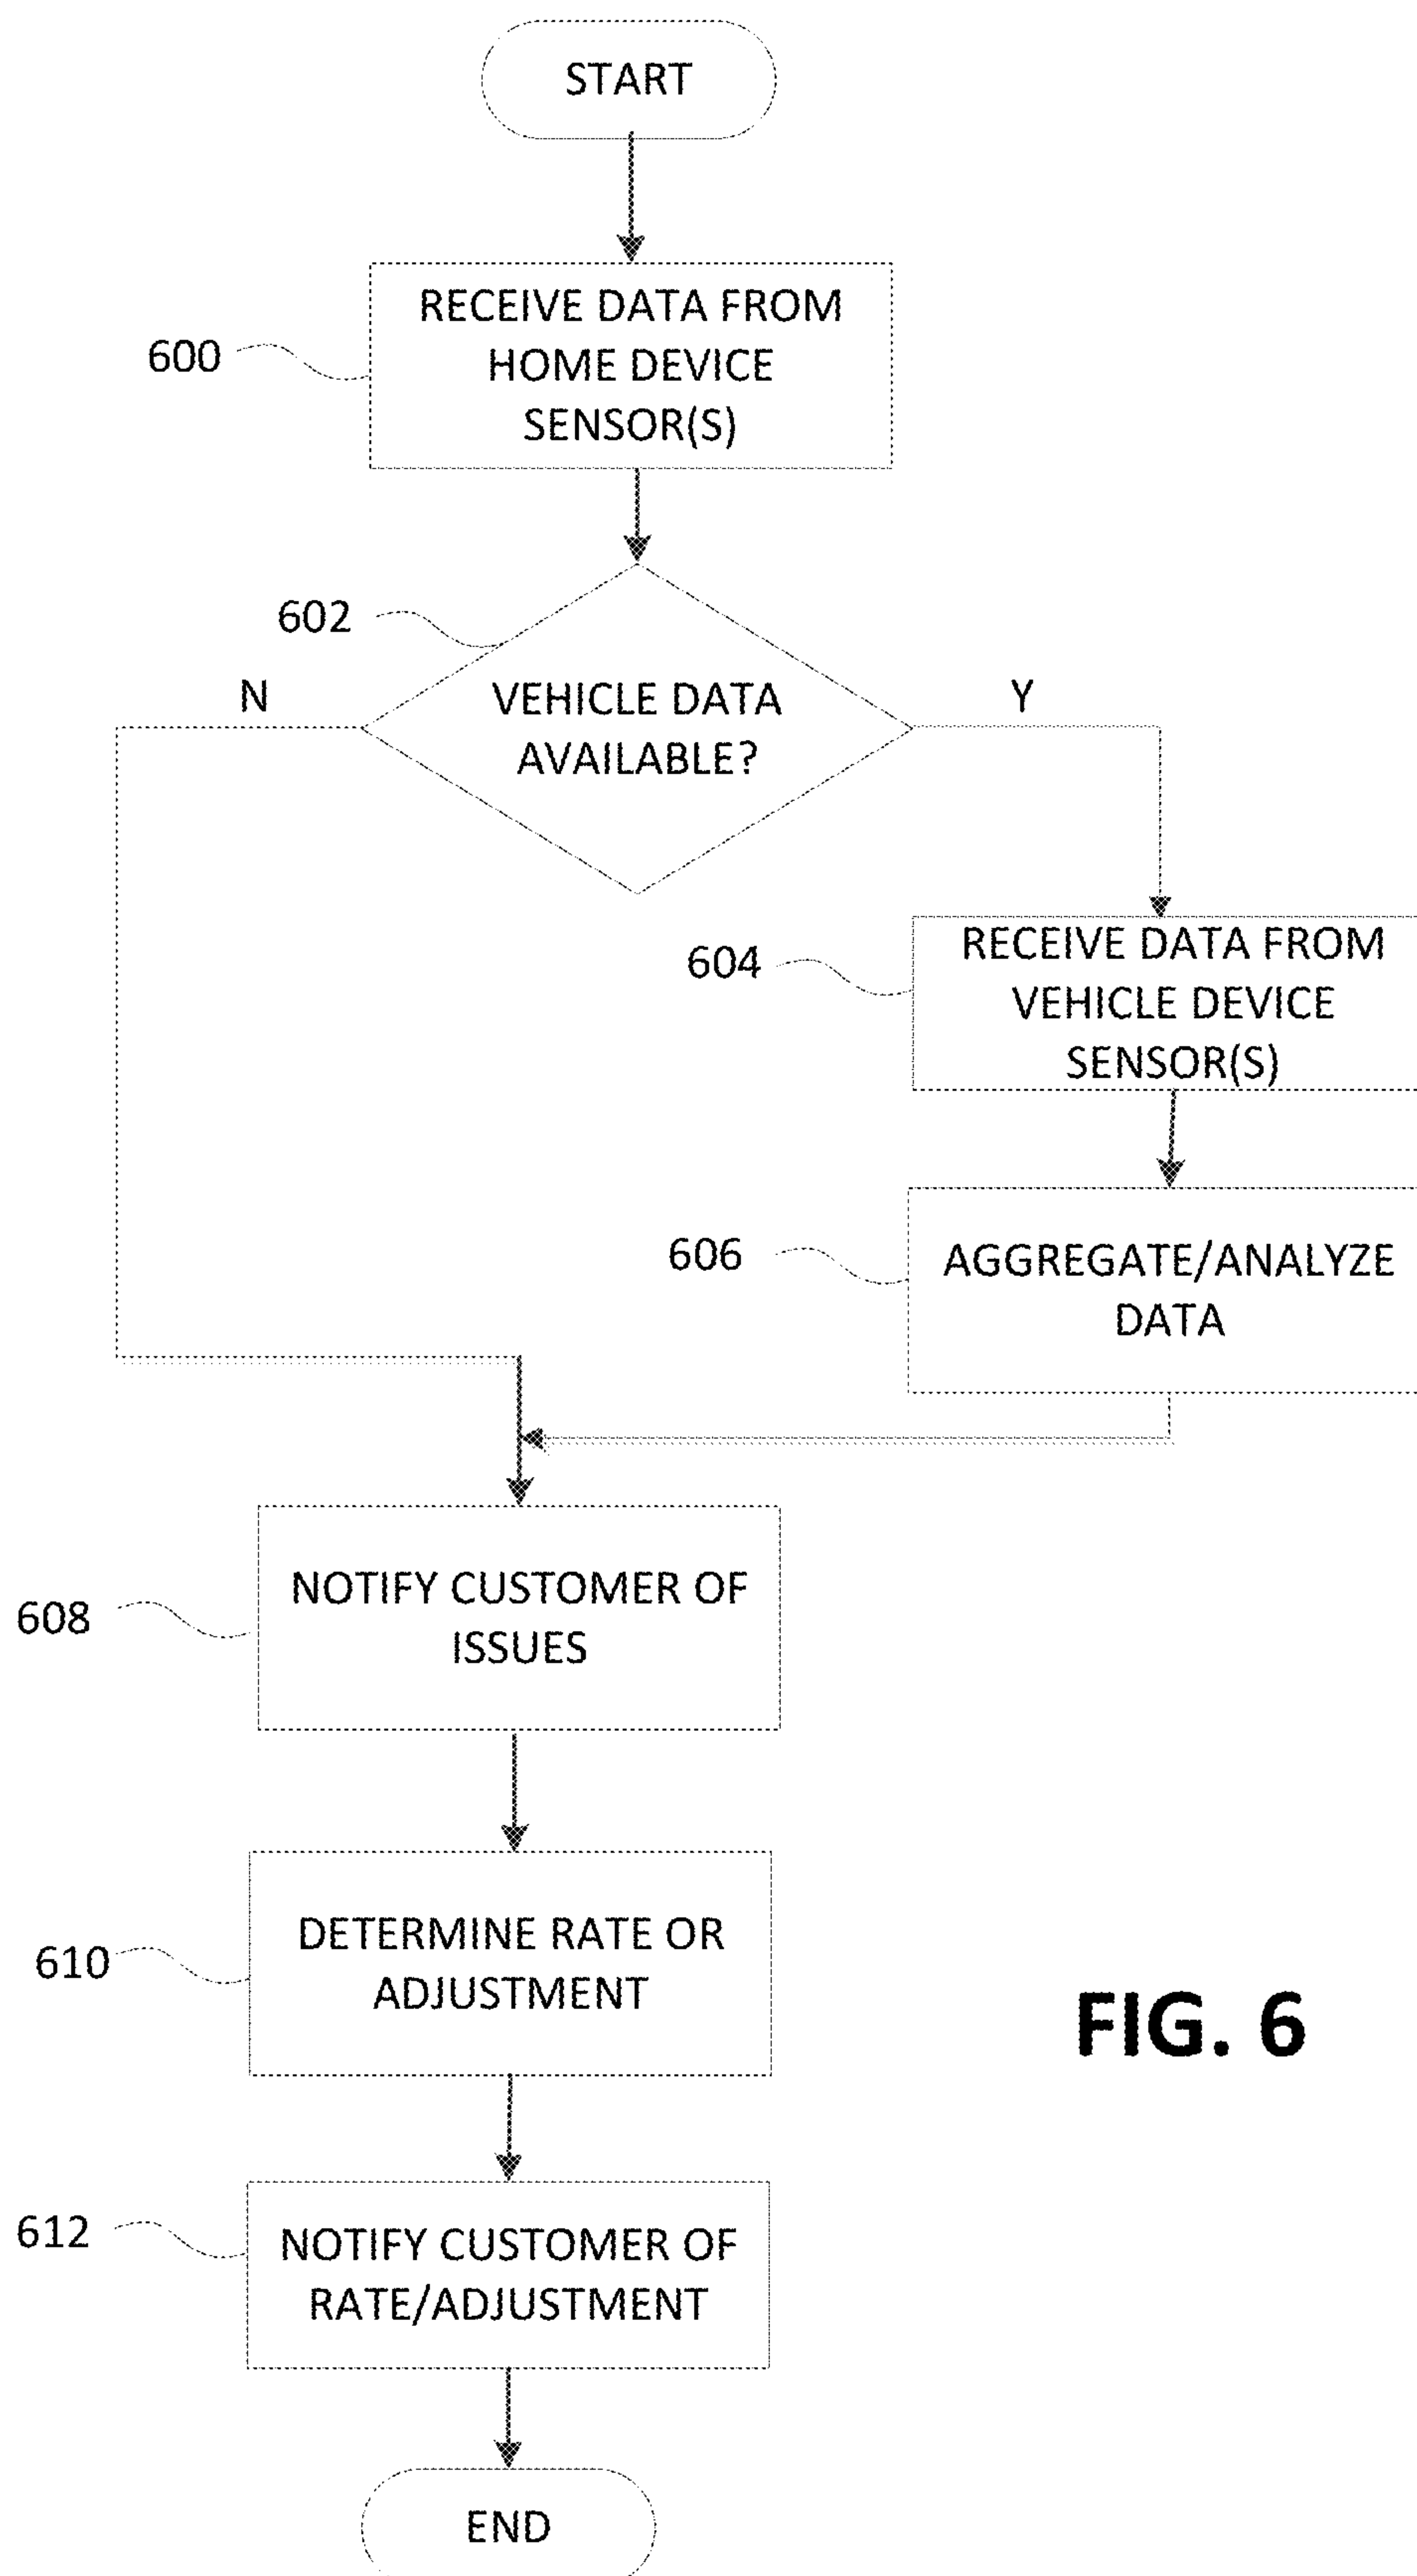 START
RECEIVE DATA FROM
HOME DEVICE
SENSOR(S)
600
602
N
VEHICLE DATA
AVAILABLE?
Y
604
RECEIVE DATA FROM
VEHICLE DEVICE
SENSOR(S)
606
AGGREGATE/ANALYZE
DATA
608
NOTIFY CUSTOMER OF
ISSUES
610
DETERMINE RATE OR
ADJUSTMENT
FIG. 6
612
NOTIFY CUSTOMER OF
RATE/ADJUSTMENT
END